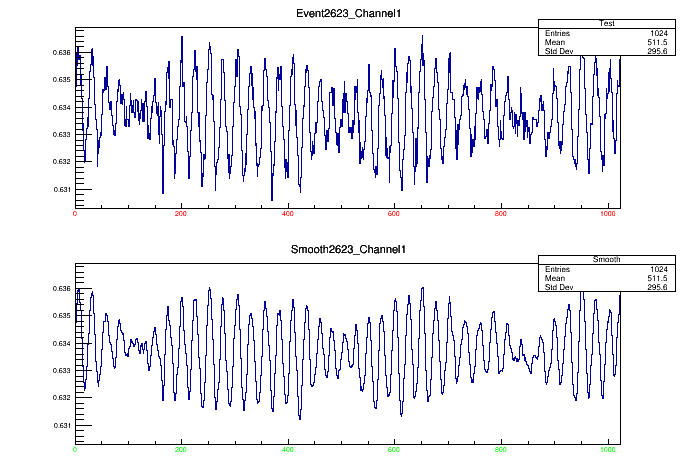 Event2623_Channel1
Test
Entries 1024
Mean 511.5
Std Dev 295.6
0.636
0.635
0.634
0.633
0.632
0.631
0 200 400 600 800 1000
Smooth2623_Channel1
Smooth
Entries 1024
Mean 511.5
Std Dev 295.6
0.636
0.635
0.634
0.633
0.632
0.631
0 200 400 600 800 1000